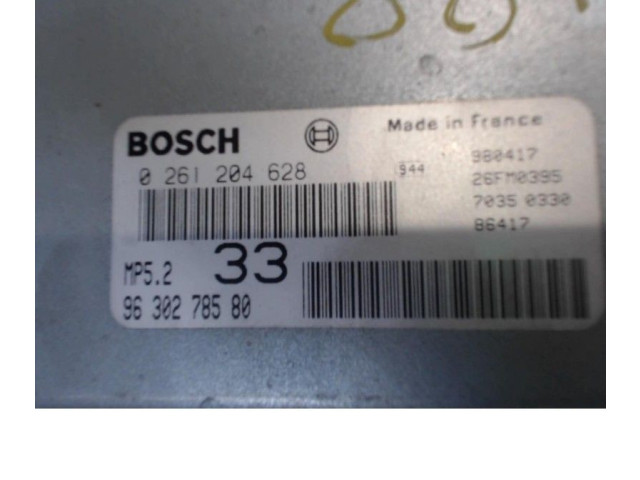 BOSCH Made in France
0 261 204 628 944 980417
26FM0395
7035 0330
86417
MP5.2 33
96 302 785 80